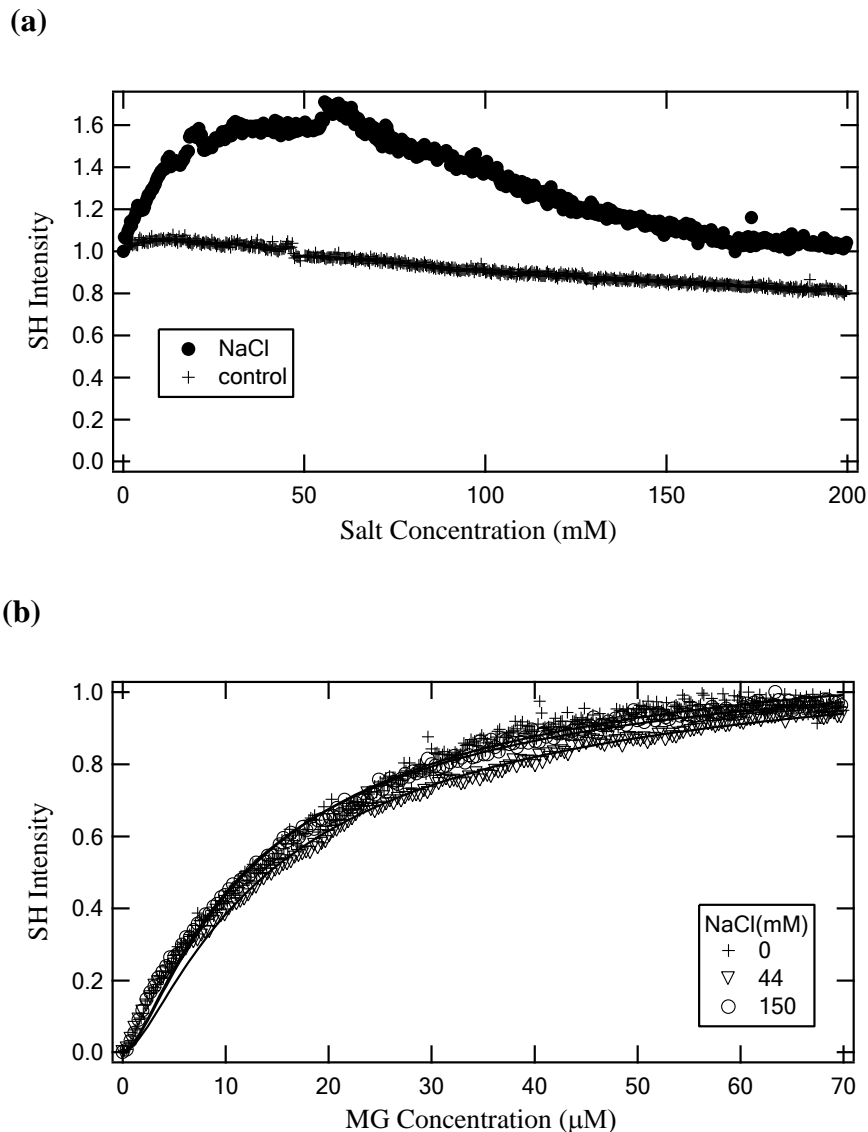 (a)
1.6
1.4
1.2
1.0
0.8
0.6
0.4
0.2
0.0
SH Intensity
NaCl
control
0 50 100 150 200
Salt Concentration (mM)
(b)
1.0
0.8
0.6
0.4
0.2
0.0
SH Intensity
NaCl(mM)
0
44
150
0 10 20 30 40 50 60 70
MG Concentration (μM)